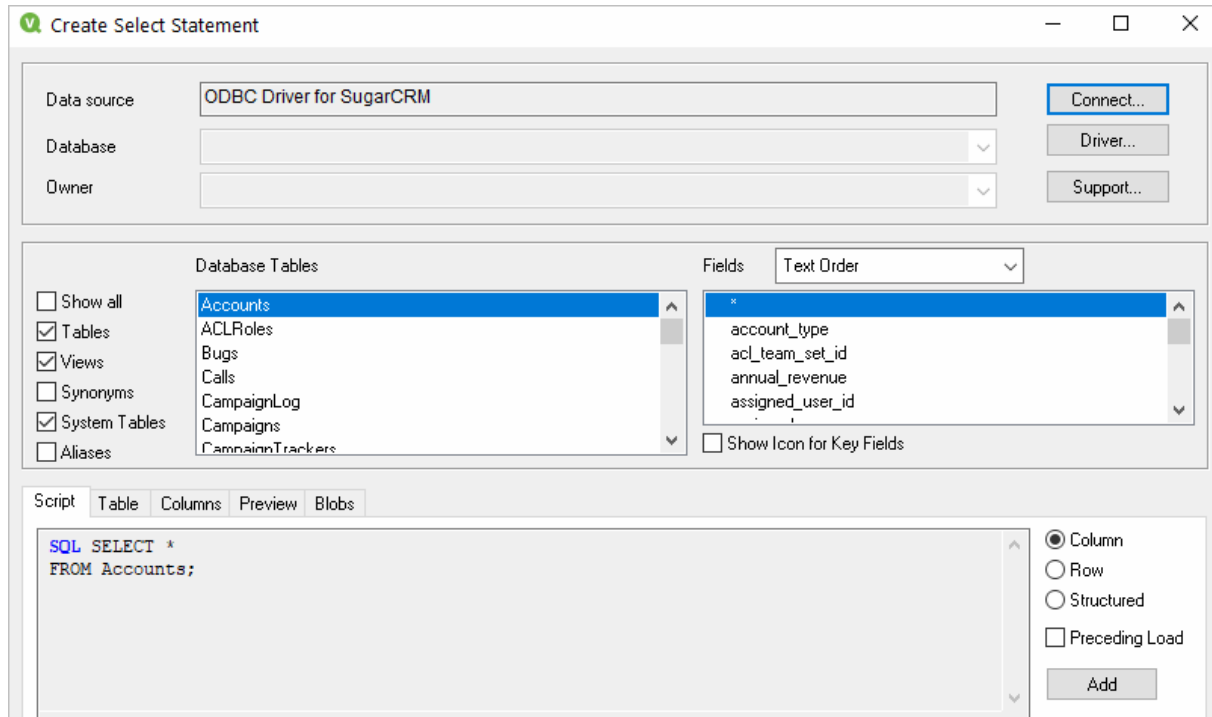 Create Select Statement
Data source
ODBC Driver for SugarCRM
Connect...
Database
Driver...
Owner
Support...
Database Tables
Fields
Text Order
Show all
Tables
Views
Synonyms
System Tables
Aliases
Accounts
ACLRoles
Bugs
Calls
CampaignLog
Campaigns
CampaignTrackers
*
account_type
acl_team_set_id
annual_revenue
assigned_user_id
Show Icon for Key Fields
Script Table Columns Preview Blobs
SQL SELECT *
FROM Accounts;
Column
Row
Structured
Preceding Load
Add